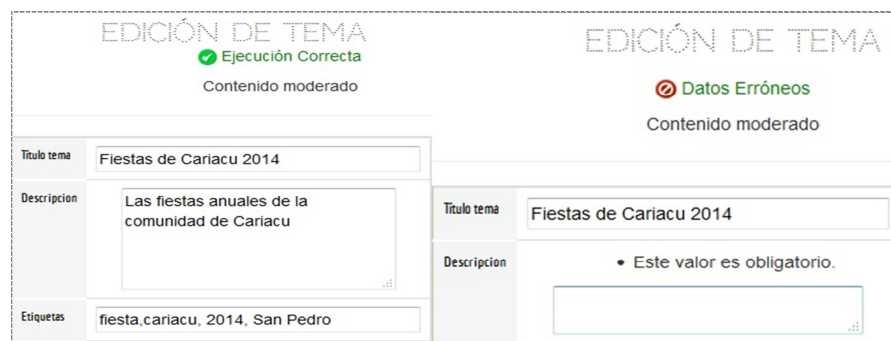 EDICIÓN DE TEMA
Ejecución Correcta
Contenido moderado
Titulo tema
Fiestas de Cariacu 2014
Descripcion
Las fiestas anuales de la
comunidad de Cariacu
Etiquetas
fiesta,cariacu, 2014, San Pedro
EDICIÓN DE TEMA
Datos Erróneos
Contenido moderado
Titulo tema
Fiestas de Cariacu 2014
Descripcion
• Este valor es obligatorio.